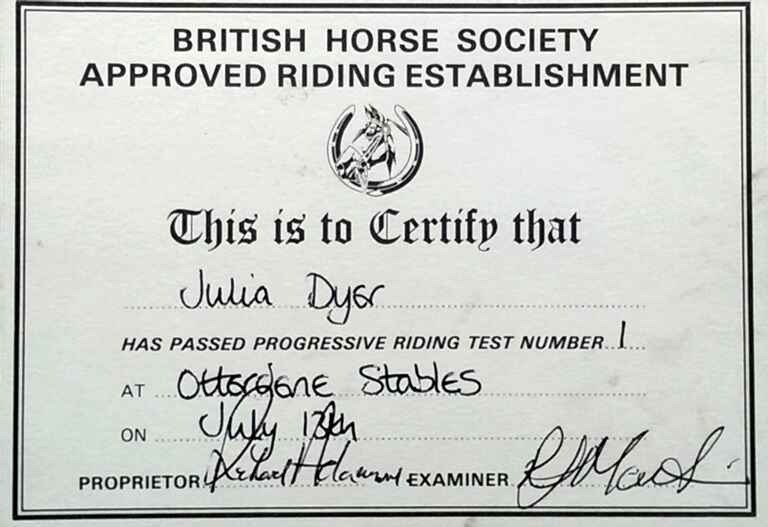 BRITISH HORSE SOCIETY
APPROVED RIDING ESTABLISHMENT
This is to Certify that
Julia Dyer
HAS PASSED PROGRESSIVE RIDING TEST NUMBER 1
AT Stables
ON July 13th
PROPRIETOR EXAMINER